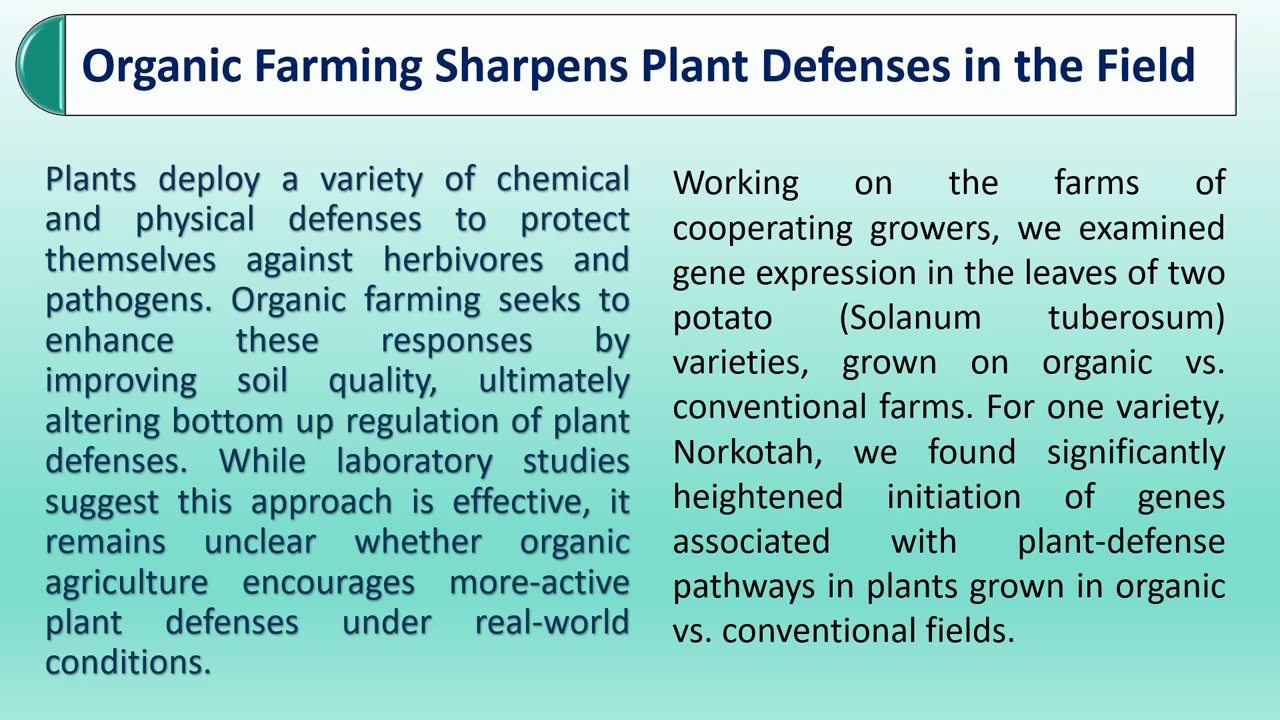 Organic Farming Sharpens Plant Defenses in the Field
Plants deploy a variety of chemical
and physical defenses to protect
themselves against herbivores and
pathogens. Organic farming seeks to
enhance these responses by
improving soil quality, ultimately
altering bottom up regulation of plant
defenses. While laboratory studies
suggest this approach is effective, it
remains unclear whether organic
agriculture encourages more-active
plant defenses under real-world
conditions.
Working on the farms of
cooperating growers, we examined
gene expression in the leaves of two
potato (Solanum tuberosum)
varieties, grown on organic vs.
conventional farms. For one variety,
Norkotah, we found significantly
heightened initiation of genes
associated with plant-defense
pathways in plants grown in organic
vs. conventional fields.